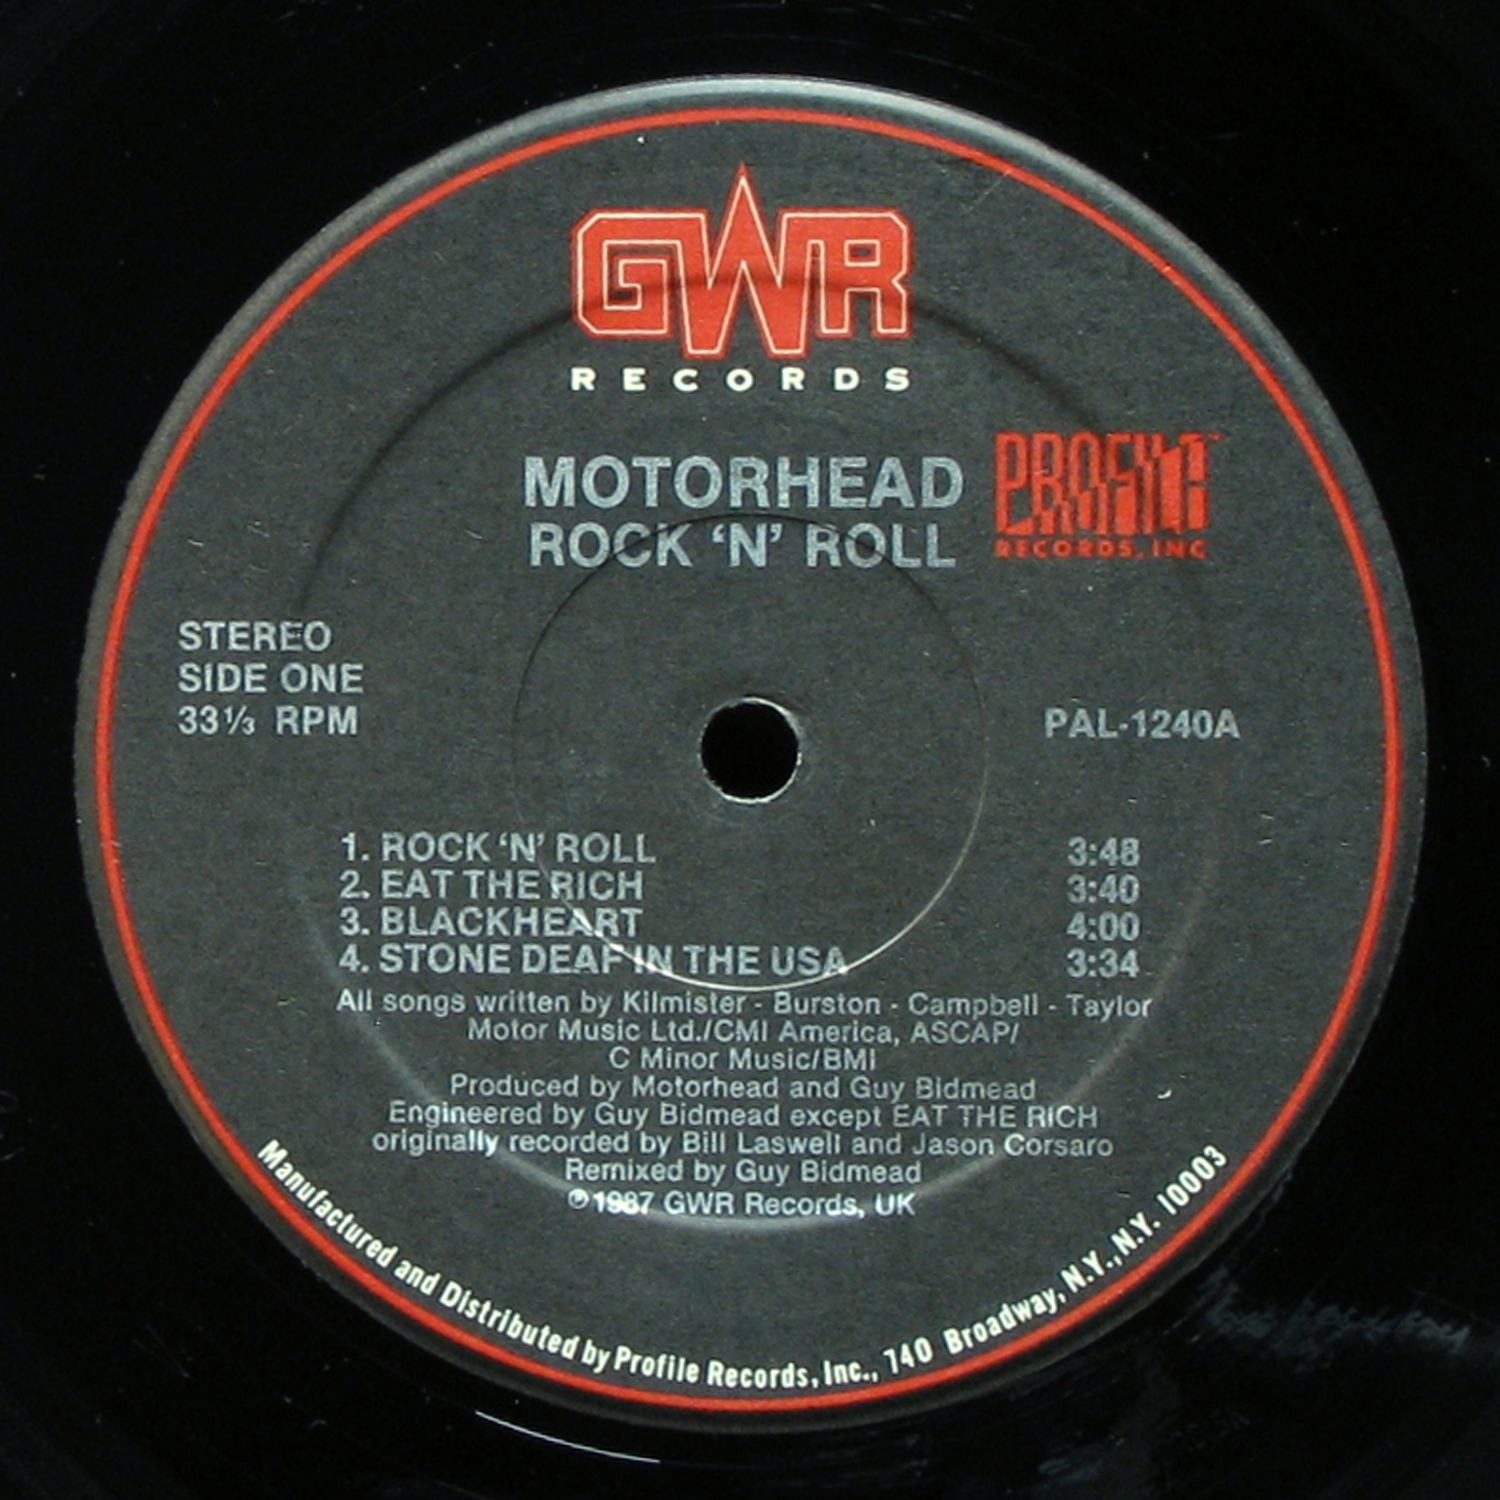 GWR
RECORDS
MOTORHEAD
ROCK 'N' ROLL
PROFILE
RECORDS, INC
STEREO
SIDE ONE
33⅓ RPM
PAL-1240A
1. ROCK 'N' ROLL 3:48
2. EAT THE RICH 3:40
3. BLACKHEART 4:00
4. STONE DEAF IN THE USA 3:34
All songs written by Kilmister - Burston - Campbell - Taylor
Motor Music Ltd./CMI America, ASCAP/
C Minor Music/BMI
Produced by Motorhead and Guy Bidmead
Engineered by Guy Bidmead except EAT THE RICH
originally recorded by Bill Laswell and Jason Corsaro
Remixed by Guy Bidmead
℗1987 GWR Records, UK
Manufactured and Distributed by Profile Records, Inc., 740 Broadway, N.Y., N.Y. 10003